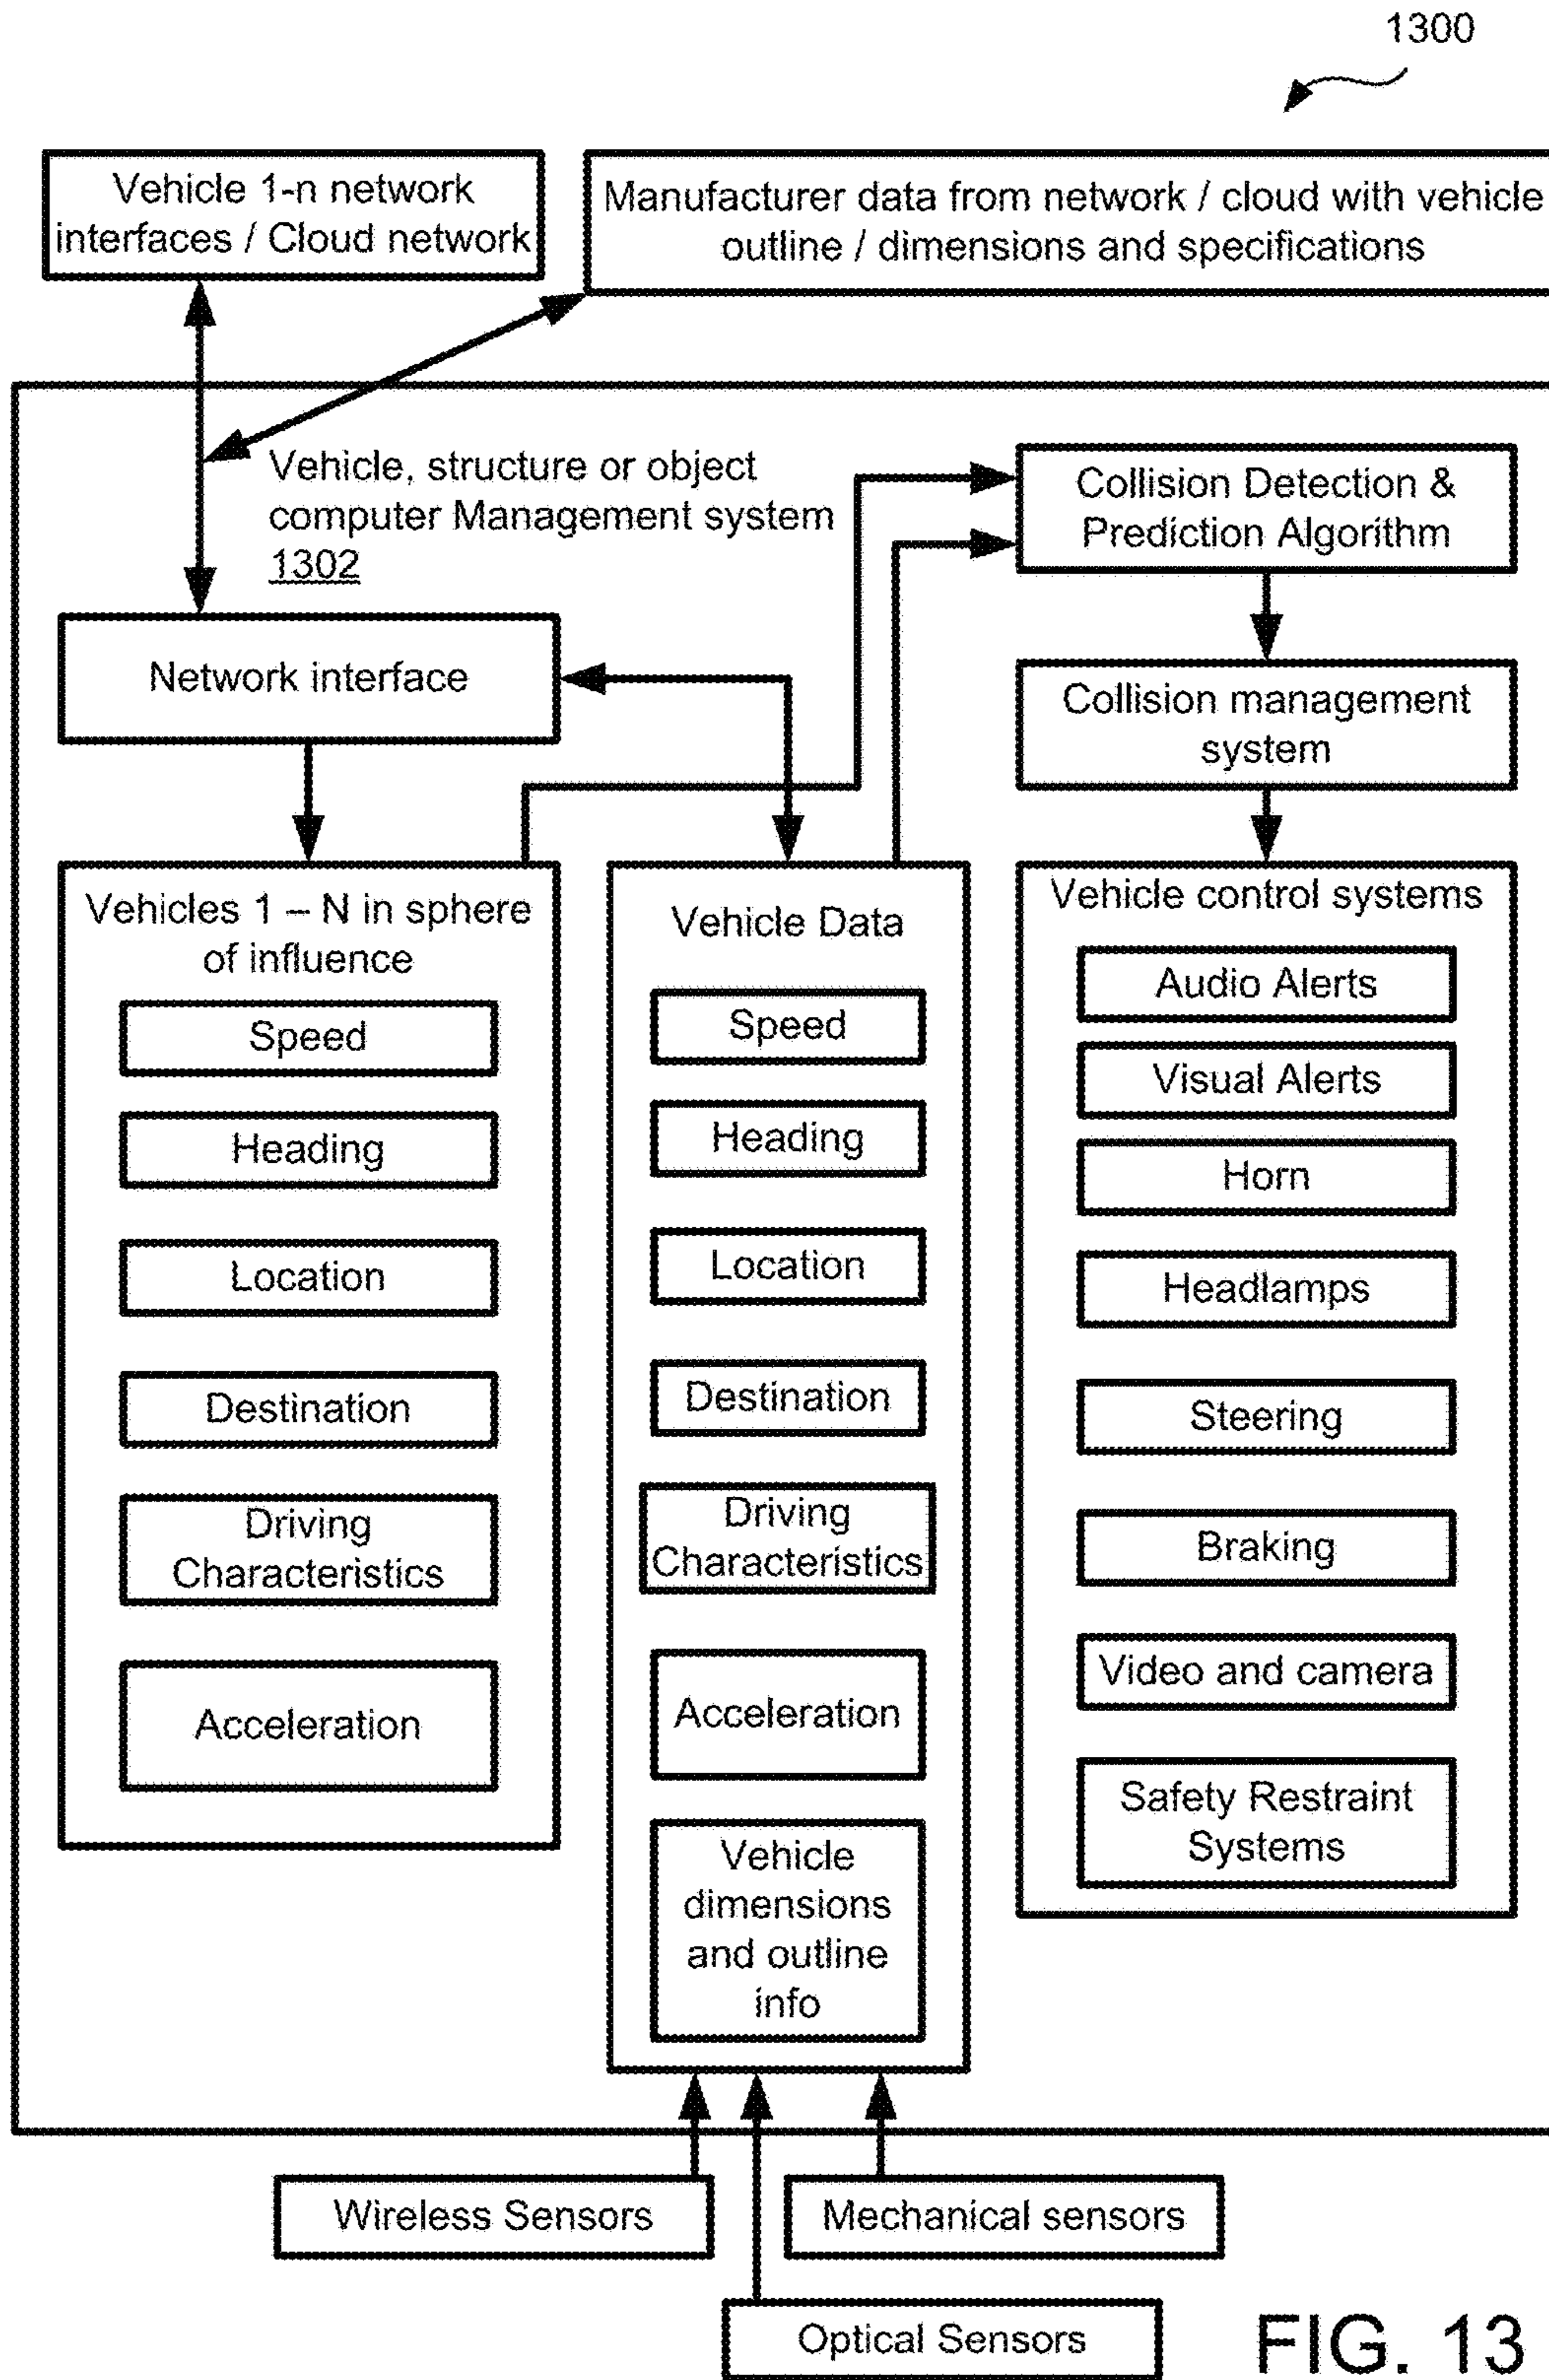 1300
Vehicle 1-n network
interfaces / Cloud network
Manufacturer data from network / cloud with vehicle
outline / dimensions and specifications
Vehicle, structure or object
computer Management system
1302
Network interface
Collision Detection &
Prediction Algorithm
Collision management
system
Vehicles 1 – N in sphere
of influence
Speed
Heading
Location
Destination
Driving
Characteristics
Acceleration
Vehicle Data
Speed
Heading
Location
Destination
Driving
Characteristics
Acceleration
Vehicle
dimensions
and outline
info
Vehicle control systems
Audio Alerts
Visual Alerts
Horn
Headlamps
Steering
Braking
Video and camera
Safety Restraint
Systems
Wireless Sensors
Mechanical sensors
Optical Sensors
FIG. 13